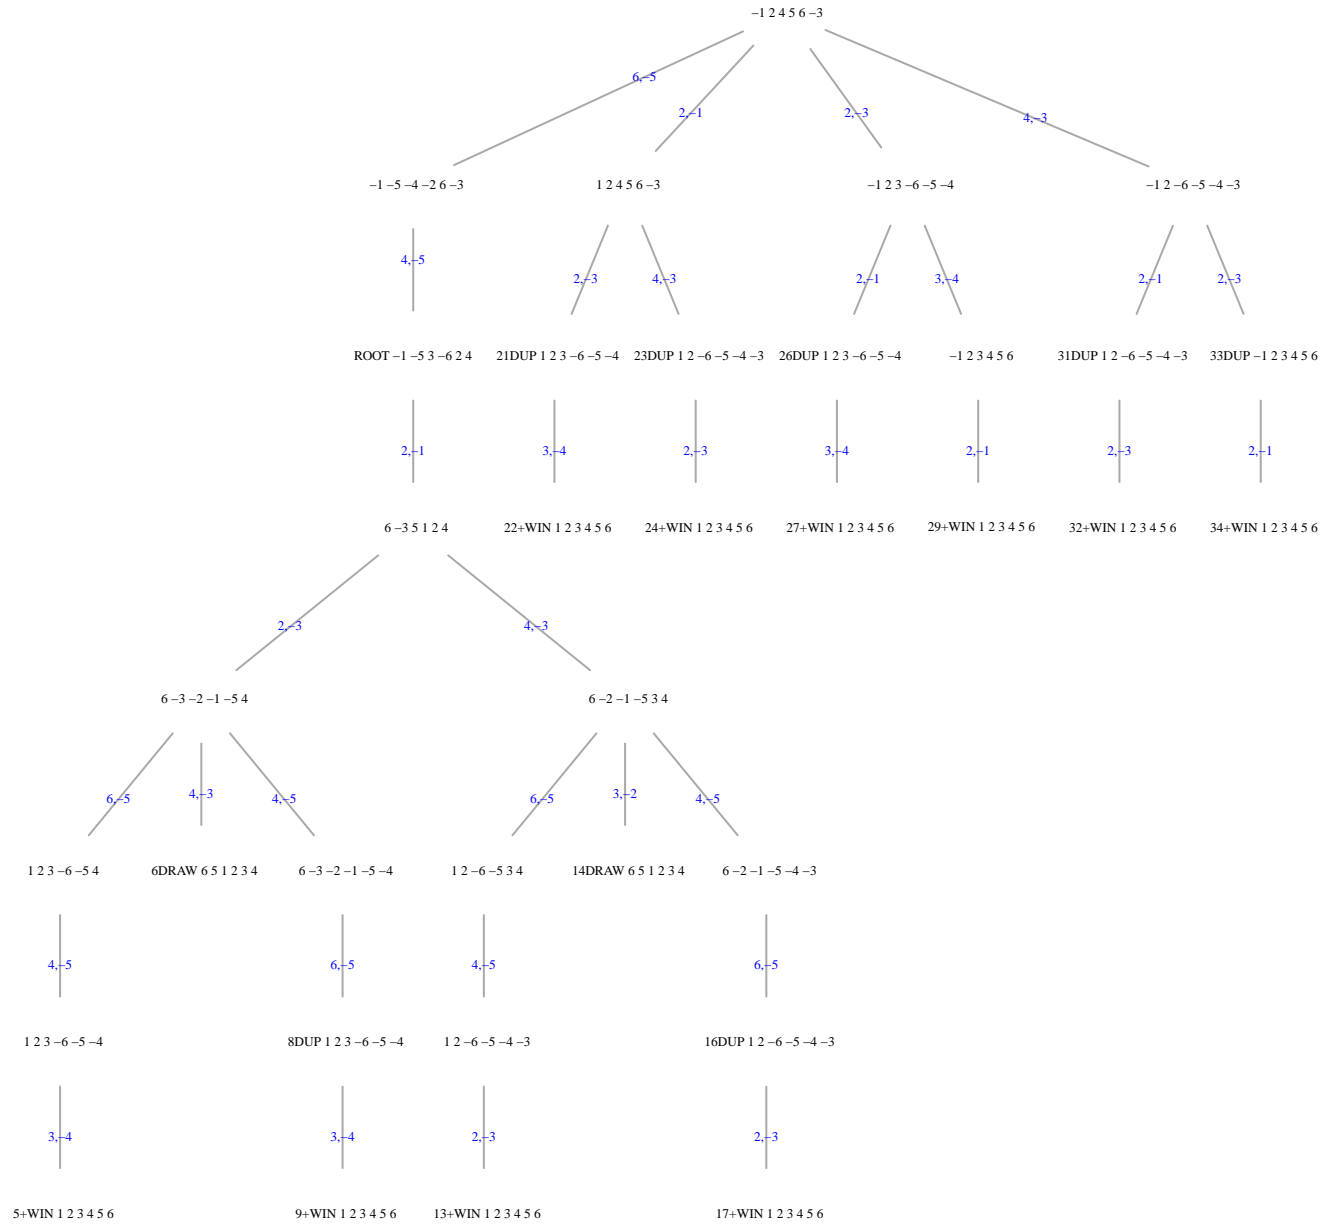 −1 2 4 5 6 −3
6,−5
2,−1
2,−3
4,−3
−1 −5 −4 −2 6 −3
1 2 4 5 6 −3
−1 2 3 −6 −5 −4
−1 2 −6 −5 −4 −3
4,−5
2,−3
4,−3
2,−1
3,−4
2,−1
2,−3
ROOT −1 −5 3 −6 2 4
21DUP 1 2 3 −6 −5 −4
23DUP 1 2 −6 −5 −4 −3
26DUP 1 2 3 −6 −5 −4
−1 2 3 4 5 6
31DUP 1 2 −6 −5 −4 −3
33DUP −1 2 3 4 5 6
2,−1
3,−4
2,−3
3,−4
2,−1
2,−3
2,−1
6 −3 5 1 2 4
22+WIN 1 2 3 4 5 6
24+WIN 1 2 3 4 5 6
27+WIN 1 2 3 4 5 6
29+WIN 1 2 3 4 5 6
32+WIN 1 2 3 4 5 6
34+WIN 1 2 3 4 5 6
2,−3
4,−3
6 −3 −2 −1 −5 4
6 −2 −1 −5 3 4
6,−5
4,−3
4,−5
6,−5
3,−2
4,−5
1 2 3 −6 −5 4
6DRAW 6 5 1 2 3 4
6 −3 −2 −1 −5 −4
1 2 −6 −5 3 4
14DRAW 6 5 1 2 3 4
6 −2 −1 −5 −4 −3
4,−5
6,−5
4,−5
6,−5
1 2 3 −6 −5 −4
8DUP 1 2 3 −6 −5 −4
1 2 −6 −5 −4 −3
16DUP 1 2 −6 −5 −4 −3
3,−4
3,−4
2,−3
2,−3
5+WIN 1 2 3 4 5 6
9+WIN 1 2 3 4 5 6
13+WIN 1 2 3 4 5 6
17+WIN 1 2 3 4 5 6